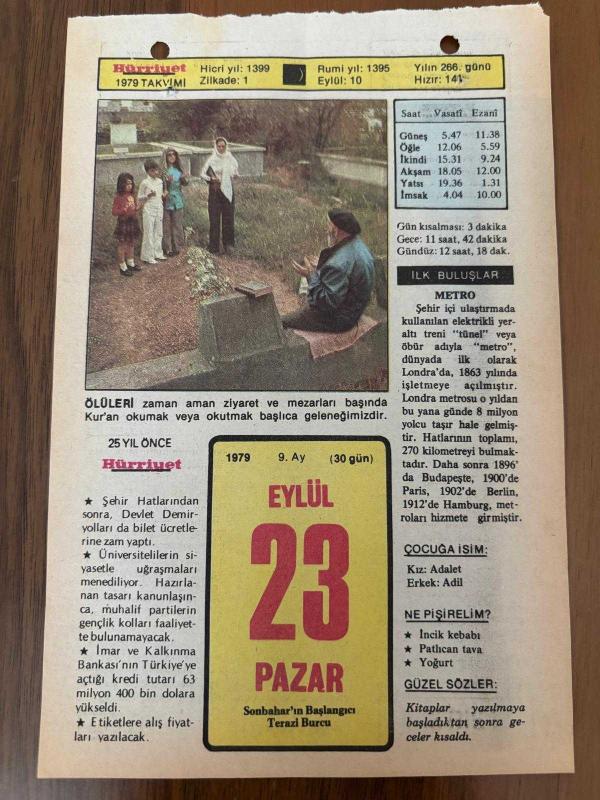 Hürriyet
1979 TAKVİMİ
Hicri yıl: 1399
Zilkade: 1
Rumi yıl: 1395
Eylül: 10
Yılın 266. günü
Hızır: 141
Saat Vasatî Ezanî
Güneş 5.47 11.38
Öğle 12.06 5.59
İkindi 15.31 9.24
Akşam 18.05 12.00
Yatsı 19.36 1.31
İmsak 4.04 10.00
Gün kısalması: 3 dakika
Gece: 11 saat, 42 dakika
Gündüz: 12 saat, 18 dak.
İLK BULUŞLAR
METRO
Şehir içi ulaştırmada
kullanılan elektrikli yer-
altı treni "tünel" veya
öbür adıyla "metro",
dünyada ilk olarak
Londra'da, 1863 yılında
işletmeye açılmıştır.
Londra metrosu o yıldan
bu yana günde 8 milyon
yolcu taşır hale gelmiş-
tir. Hatlarının toplamı,
270 kilometreyi bulmak-
tadır. Daha sonra 1896'
da Budapeşte, 1900'de
Paris, 1902'de Berlin,
1912'de Hamburg, met-
roları hizmete girmiştir.
ÇOCUĞA İSİM:
Kız: Adalet
Erkek: Adil
NE PİŞİRELİM?
★ İncik kebabı
★ Patlıcan tava
★ Yoğurt
GÜZEL SÖZLER:
Kitaplar yazılmaya
başladıktan sonra ge-
celer kısaldı.
ÖLÜLERİ zaman aman ziyaret ve mezarları başında
Kur'an okumak veya okutmak başlıca geleneğimizdir.
25 YIL ÖNCE
Hürriyet
★ Şehir Hatlarından
sonra, Devlet Demir-
yolları da bilet ücretle-
rine zam yaptı.
★ Üniversitelilerin si-
yasetle uğraşmaları
menediliyor. Hazırla-
nan tasarı kanunlaşın-
ca, muhalif partilerin
gençlik kolları faaliyet-
te bulunamayacak.
★ İmar ve Kalkınma
Bankası'nın Türkiye'ye
açtığı kredi tutarı 63
milyon 400 bin dolara
yükseldi.
★ Etiketlere alış fiyat-
ları yazılacak.
1979 9. Ay (30 gün)
EYLÜL
23
PAZAR
Sonbahar'ın Başlangıcı
Terazi Burcu